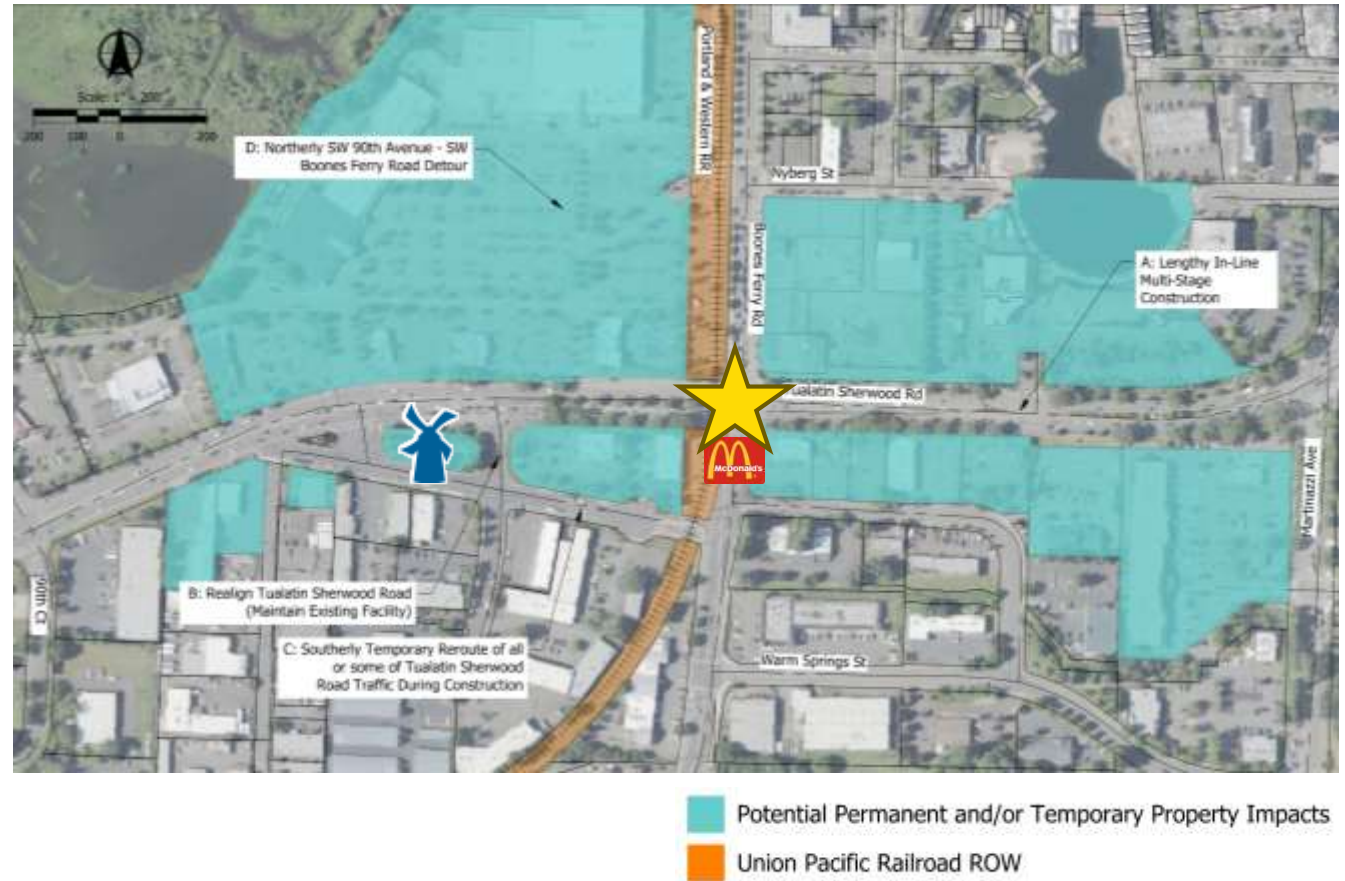 Scale: 1" = 200'
200 100 0 200
D: Northerly SW 90th Avenue - SW
Boones Ferry Road Detour
Portland & Western RR
Nyberg St
Boones Ferry Rd
A: Lengthy In-Line
Multi-Stage
Construction
Tualatin Sherwood Rd
McDonald's
Martinazzi Ave
90th Ct
B: Realign Tualatin Sherwood Road
(Maintain Existing Facility)
C: Southerly Temporary Reroute of all
or some of Tualatin Sherwood
Road Traffic During Construction
Warm Springs St
Potential Permanent and/or Temporary Property Impacts
Union Pacific Railroad ROW